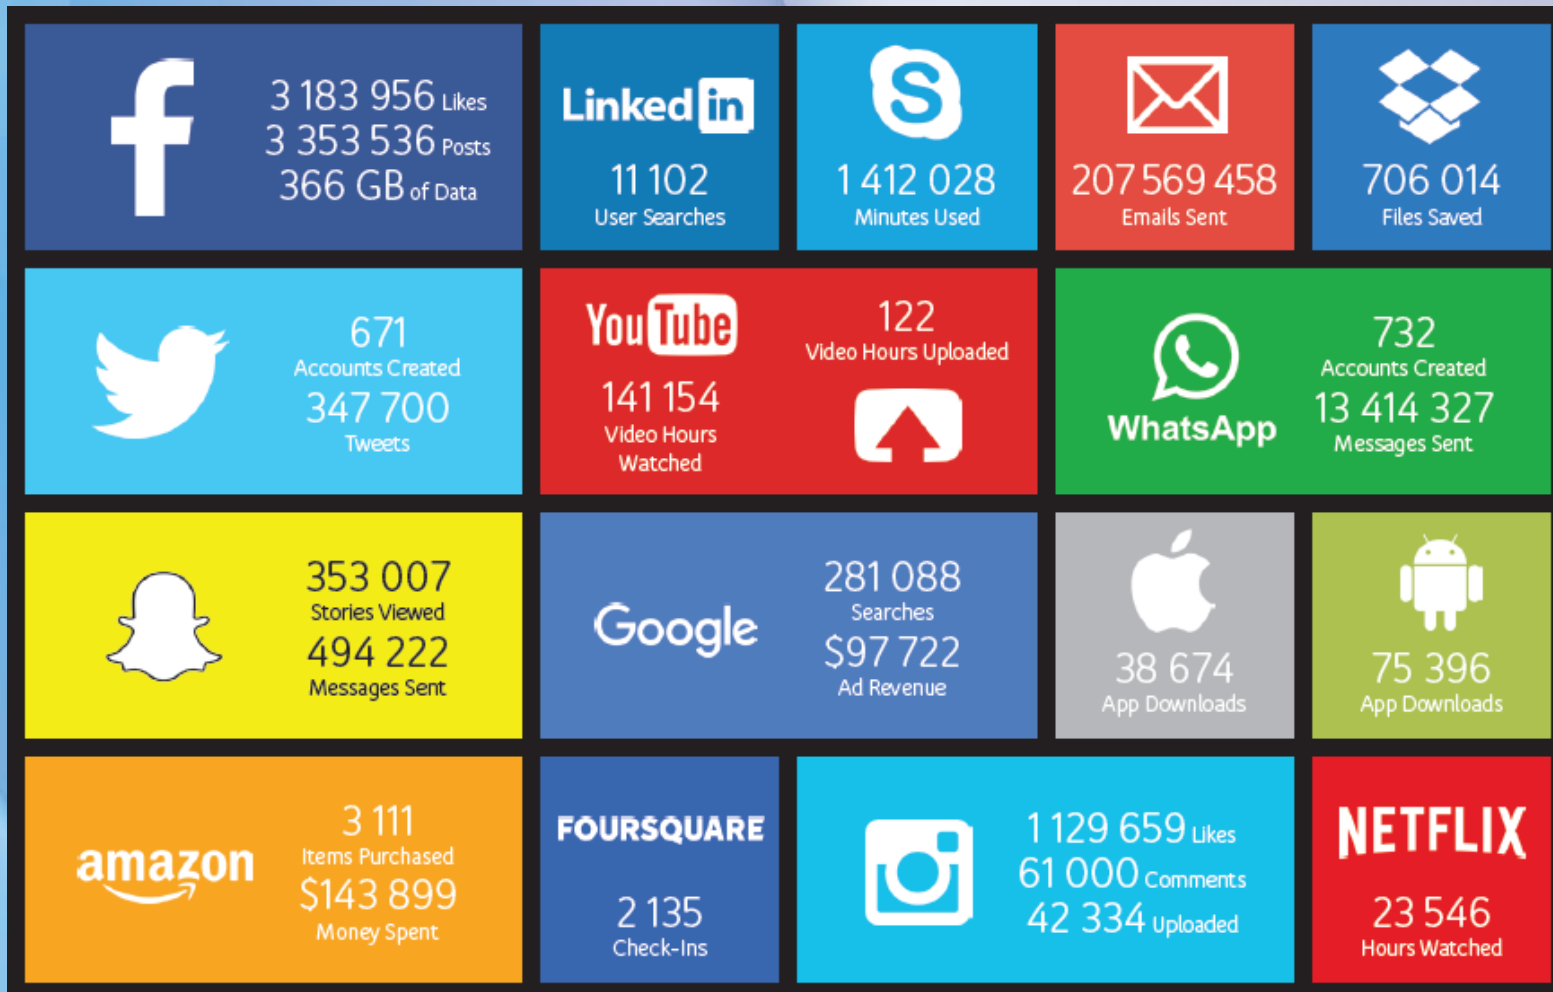 3 183 956 Likes
3 353 536 Posts
366 GB of Data
Linked in
11 102
User Searches
S
1 412 028
Minutes Used
207 569 458
Emails Sent
706 014
Files Saved
671
Accounts Created
347 700
Tweets
You Tube
141 154
Video Hours
Watched
122
Video Hours Uploaded
WhatsApp
732
Accounts Created
13 414 327
Messages Sent
353 007
Stories Viewed
494 222
Messages Sent
Google
281 088
Searches
$97 722
Ad Revenue
38 674
App Downloads
75 396
App Downloads
amazon
3 111
Items Purchased
$143 899
Money Spent
FOURSQUARE
2 135
Check-Ins
1 129 659 Likes
61 000 Comments
42 334 Uploaded
NETFLIX
23 546
Hours Watched